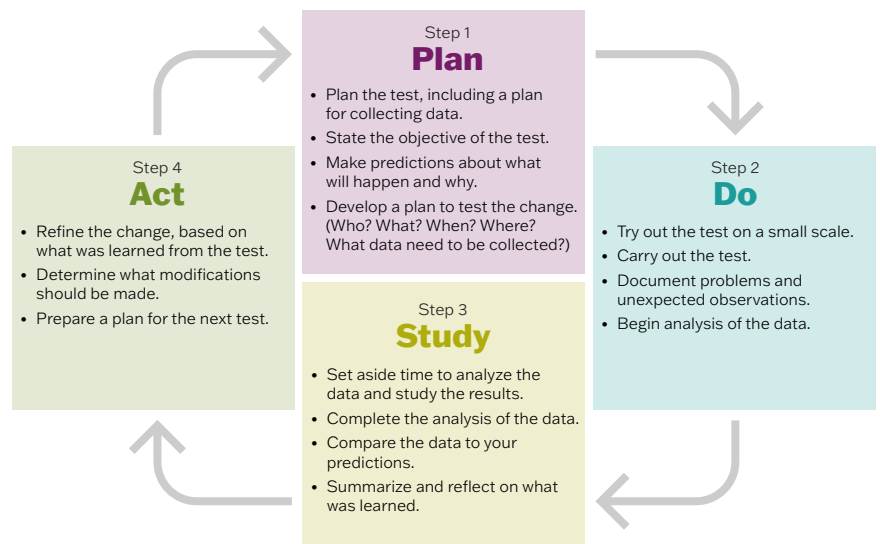 Step 1
Plan
• Plan the test, including a plan
for collecting data.
• State the objective of the test.
• Make predictions about what
will happen and why.
• Develop a plan to test the change.
(Who? What? When? Where?
What data need to be collected?)
Step 2
Do
• Try out the test on a small scale.
• Carry out the test.
• Document problems and
unexpected observations.
• Begin analysis of the data.
Step 3
Study
• Set aside time to analyze the
data and study the results.
• Complete the analysis of the data.
• Compare the data to your
predictions.
• Summarize and reflect on what
was learned.
Step 4
Act
• Refine the change, based on
what was learned from the test.
• Determine what modifications
should be made.
• Prepare a plan for the next test.